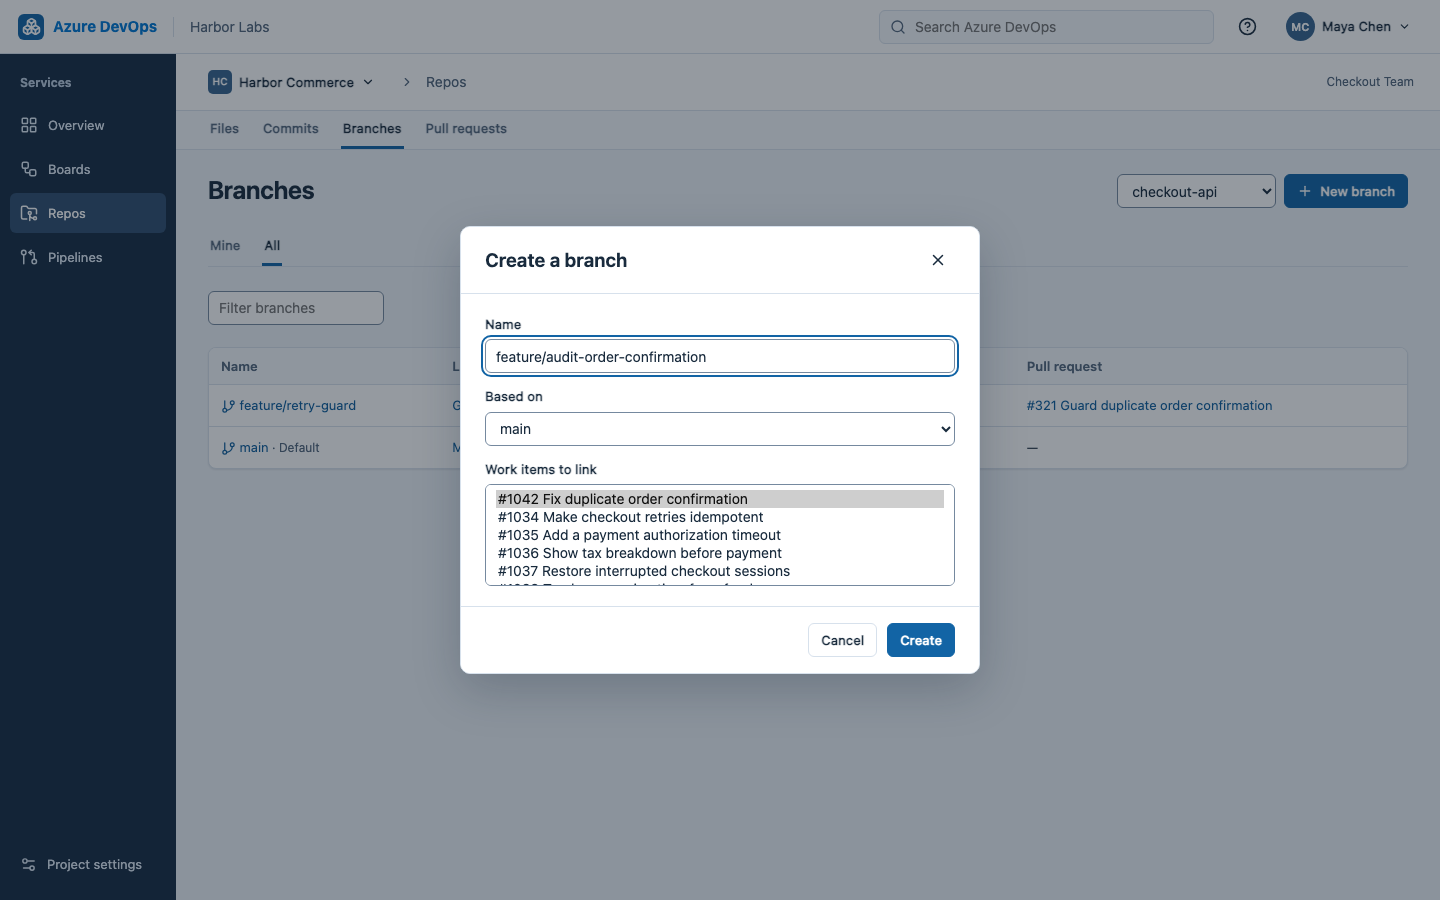 Azure DevOps
Harbor Labs
Search Azure DevOps
MC
Maya Chen
Services
Overview
Boards
Repos
Pipelines
Project settings
HC
Harbor Commerce
Repos
Checkout Team
Files
Commits
Branches
Pull requests
Branches
checkout-api
New branch
Mine
All
Filter branches
Name
Pull request
feature/retry-guard
#321 Guard duplicate order confirmation
main · Default
—
Create a branch
Name
feature/audit-order-confirmation
Based on
main
Work items to link
#1042 Fix duplicate order confirmation
#1034 Make checkout retries idempotent
#1035 Add a payment authorization timeout
#1036 Show tax breakdown before payment
#1037 Restore interrupted checkout sessions
Cancel
Create